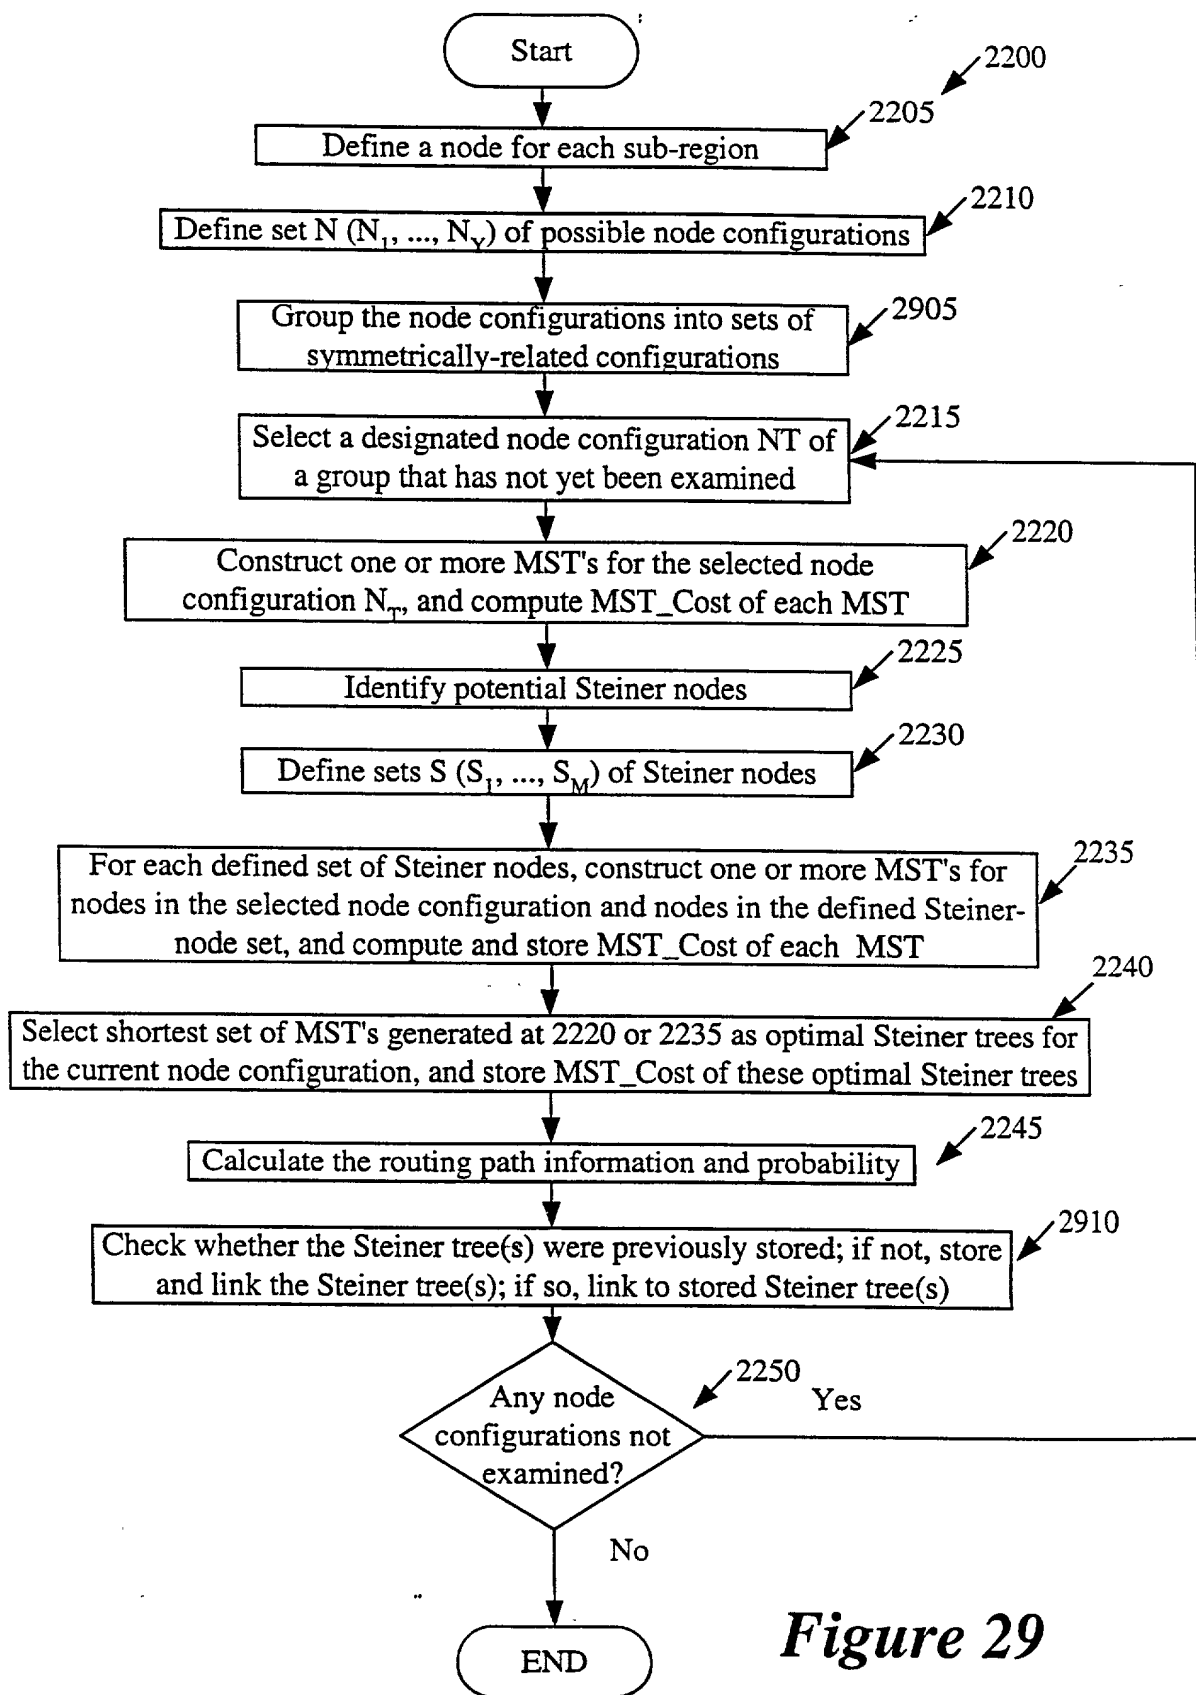 Start
2200
2205
Define a node for each sub-region
2210
Define set N (N1, ..., NY) of possible node configurations
2905
Group the node configurations into sets of
symmetrically-related configurations
2215
Select a designated node configuration NT of
a group that has not yet been examined
2220
Construct one or more MST's for the selected node
configuration NT, and compute MST_Cost of each MST
2225
Identify potential Steiner nodes
2230
Define sets S (S1, ..., SM) of Steiner nodes
2235
For each defined set of Steiner nodes, construct one or more MST's for
nodes in the selected node configuration and nodes in the defined Steiner-
node set, and compute and store MST_Cost of each MST
2240
Select shortest set of MST's generated at 2220 or 2235 as optimal Steiner trees for
the current node configuration, and store MST_Cost of these optimal Steiner trees
2245
Calculate the routing path information and probability
2910
Check whether the Steiner tree(s) were previously stored; if not, store
and link the Steiner tree(s); if so, link to stored Steiner tree(s)
2250
Any node
configurations not
examined?
Yes
No
END
Figure 29